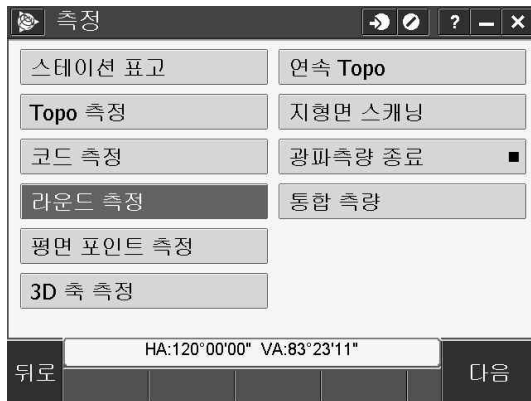 측정
? – X
스테이션 표고
연속 Topo
Topo 측정
지형면 스캐닝
코드 측정
광파측량 종료
라운드 측정
통합 측량
평면 포인트 측정
3D 축 측정
HA:120°00'00" VA:83°23'11"
뒤로
다음